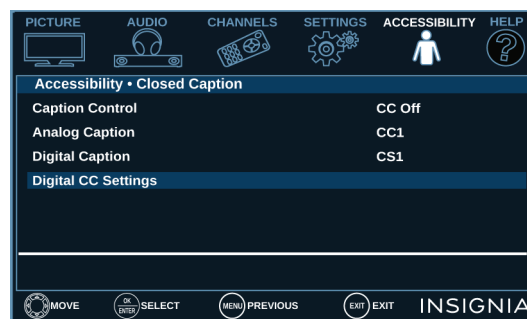 PICTURE AUDIO CHANNELS SETTINGS ACCESSIBILITY HELP
?
Accessibility • Closed Caption
Caption Control CC Off
Analog Caption CC1
Digital Caption CS1
Digital CC Settings
MOVE OK ENTER SELECT MENU PREVIOUS EXIT EXIT INSIGNIA